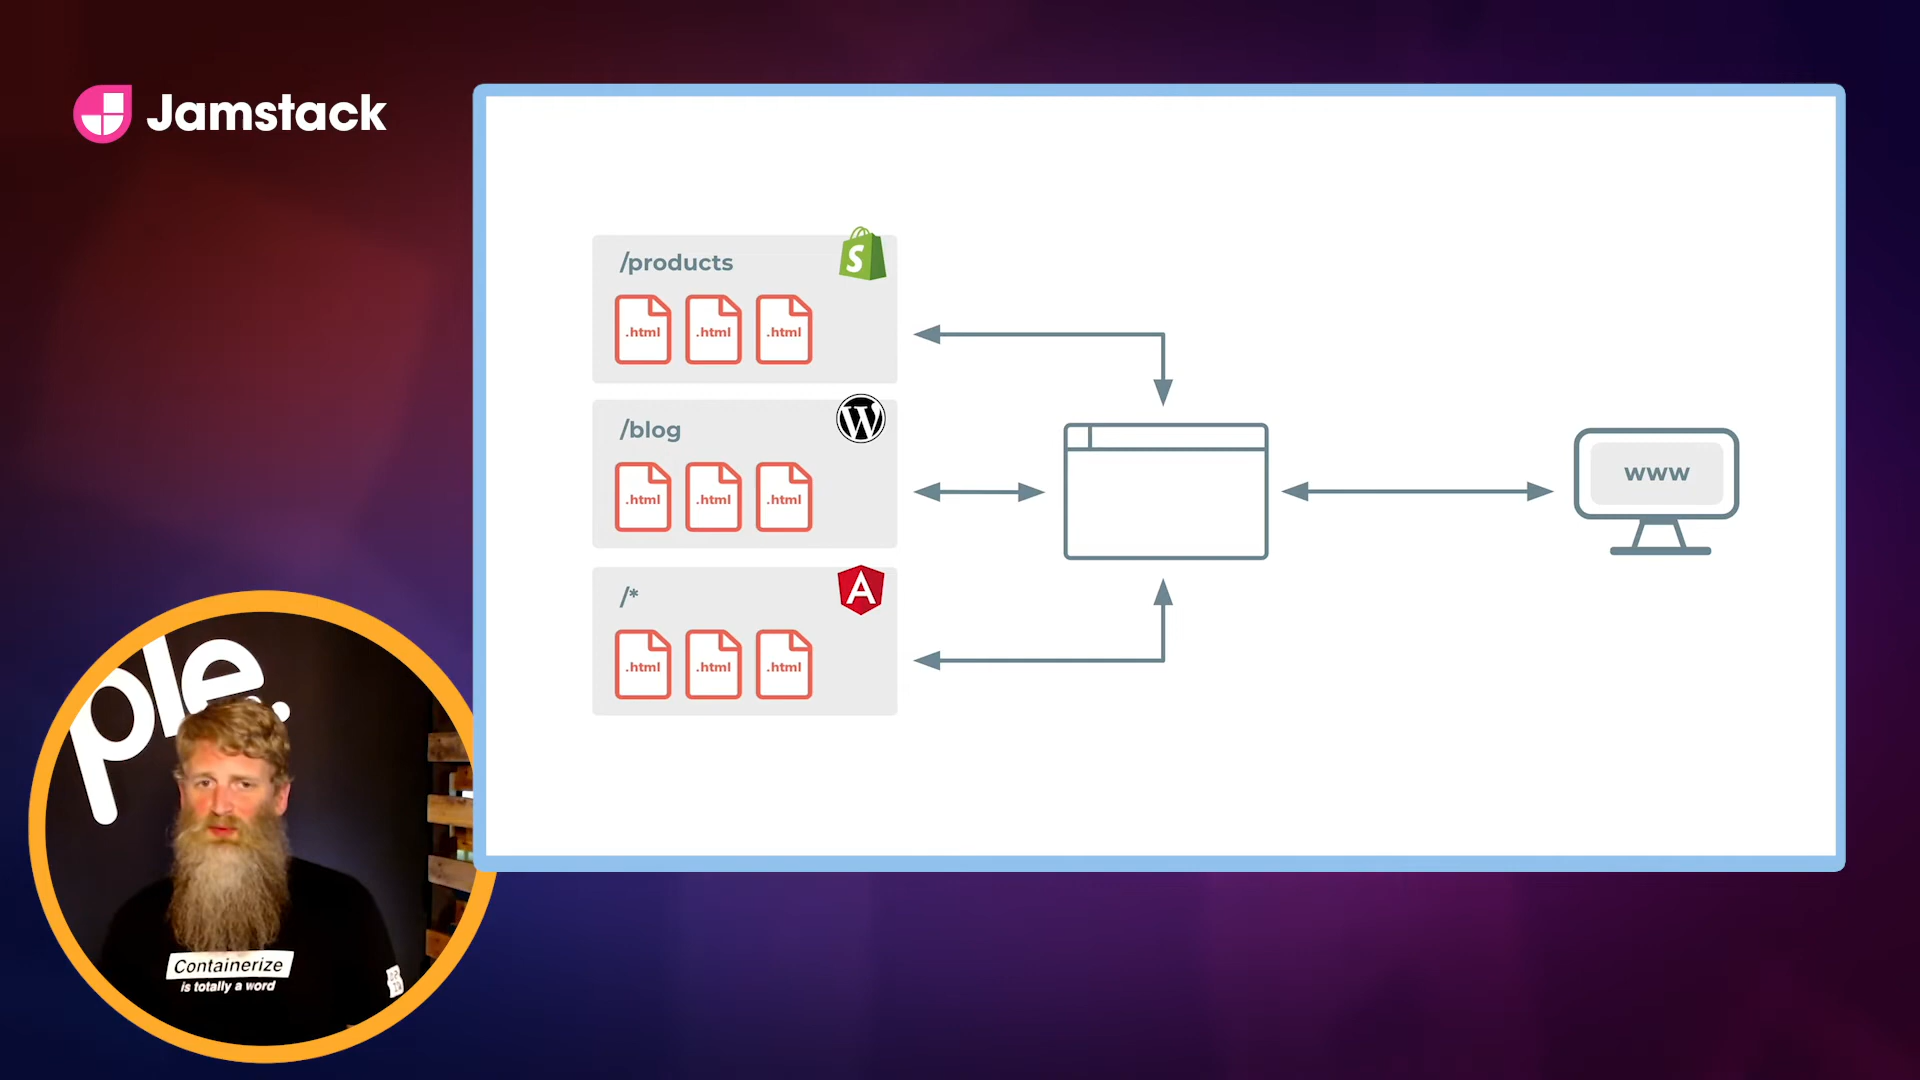 Jamstack
/products
.html .html .html
/blog
.html .html .html
/*
.html .html .html
www
ple.
Containerize
is totally a word